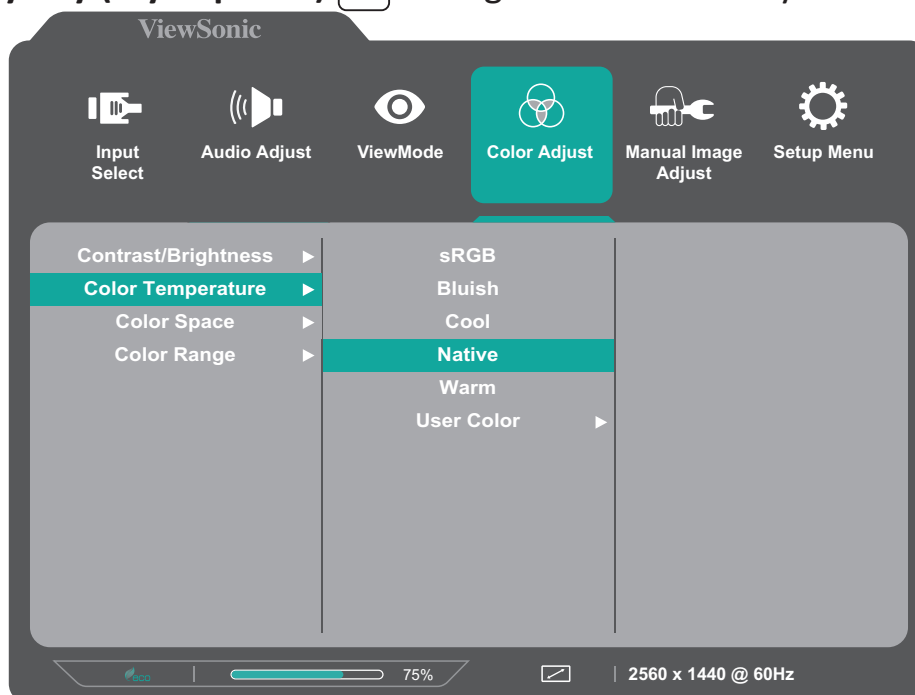 ViewSonic
Input Select
Audio Adjust
ViewMode
Color Adjust
Manual Image Adjust
Setup Menu
Contrast/Brightness ▶
Color Temperature ▶
Color Space ▶
Color Range ▶
sRGB
Bluish
Cool
Native
Warm
User Color ▶
eco
75%
2560 x 1440 @ 60Hz